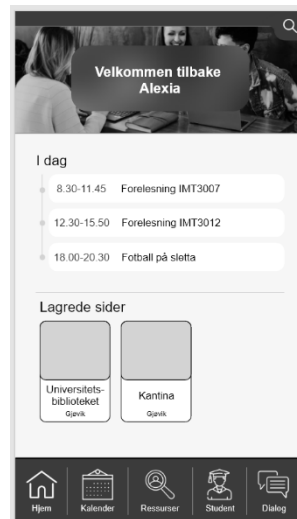 Velkommen tilbake
Alexia
I dag
8.30-11.45 Forelesning IMT3007
12.30-15.50 Forelesning IMT3012
18.00-20.30 Fotball på sletta
Lagrede sider
Universitets-
biblioteket
Gjøvik
Kantina
Gjøvik
Hjem Kalender Ressurser Student Dialog